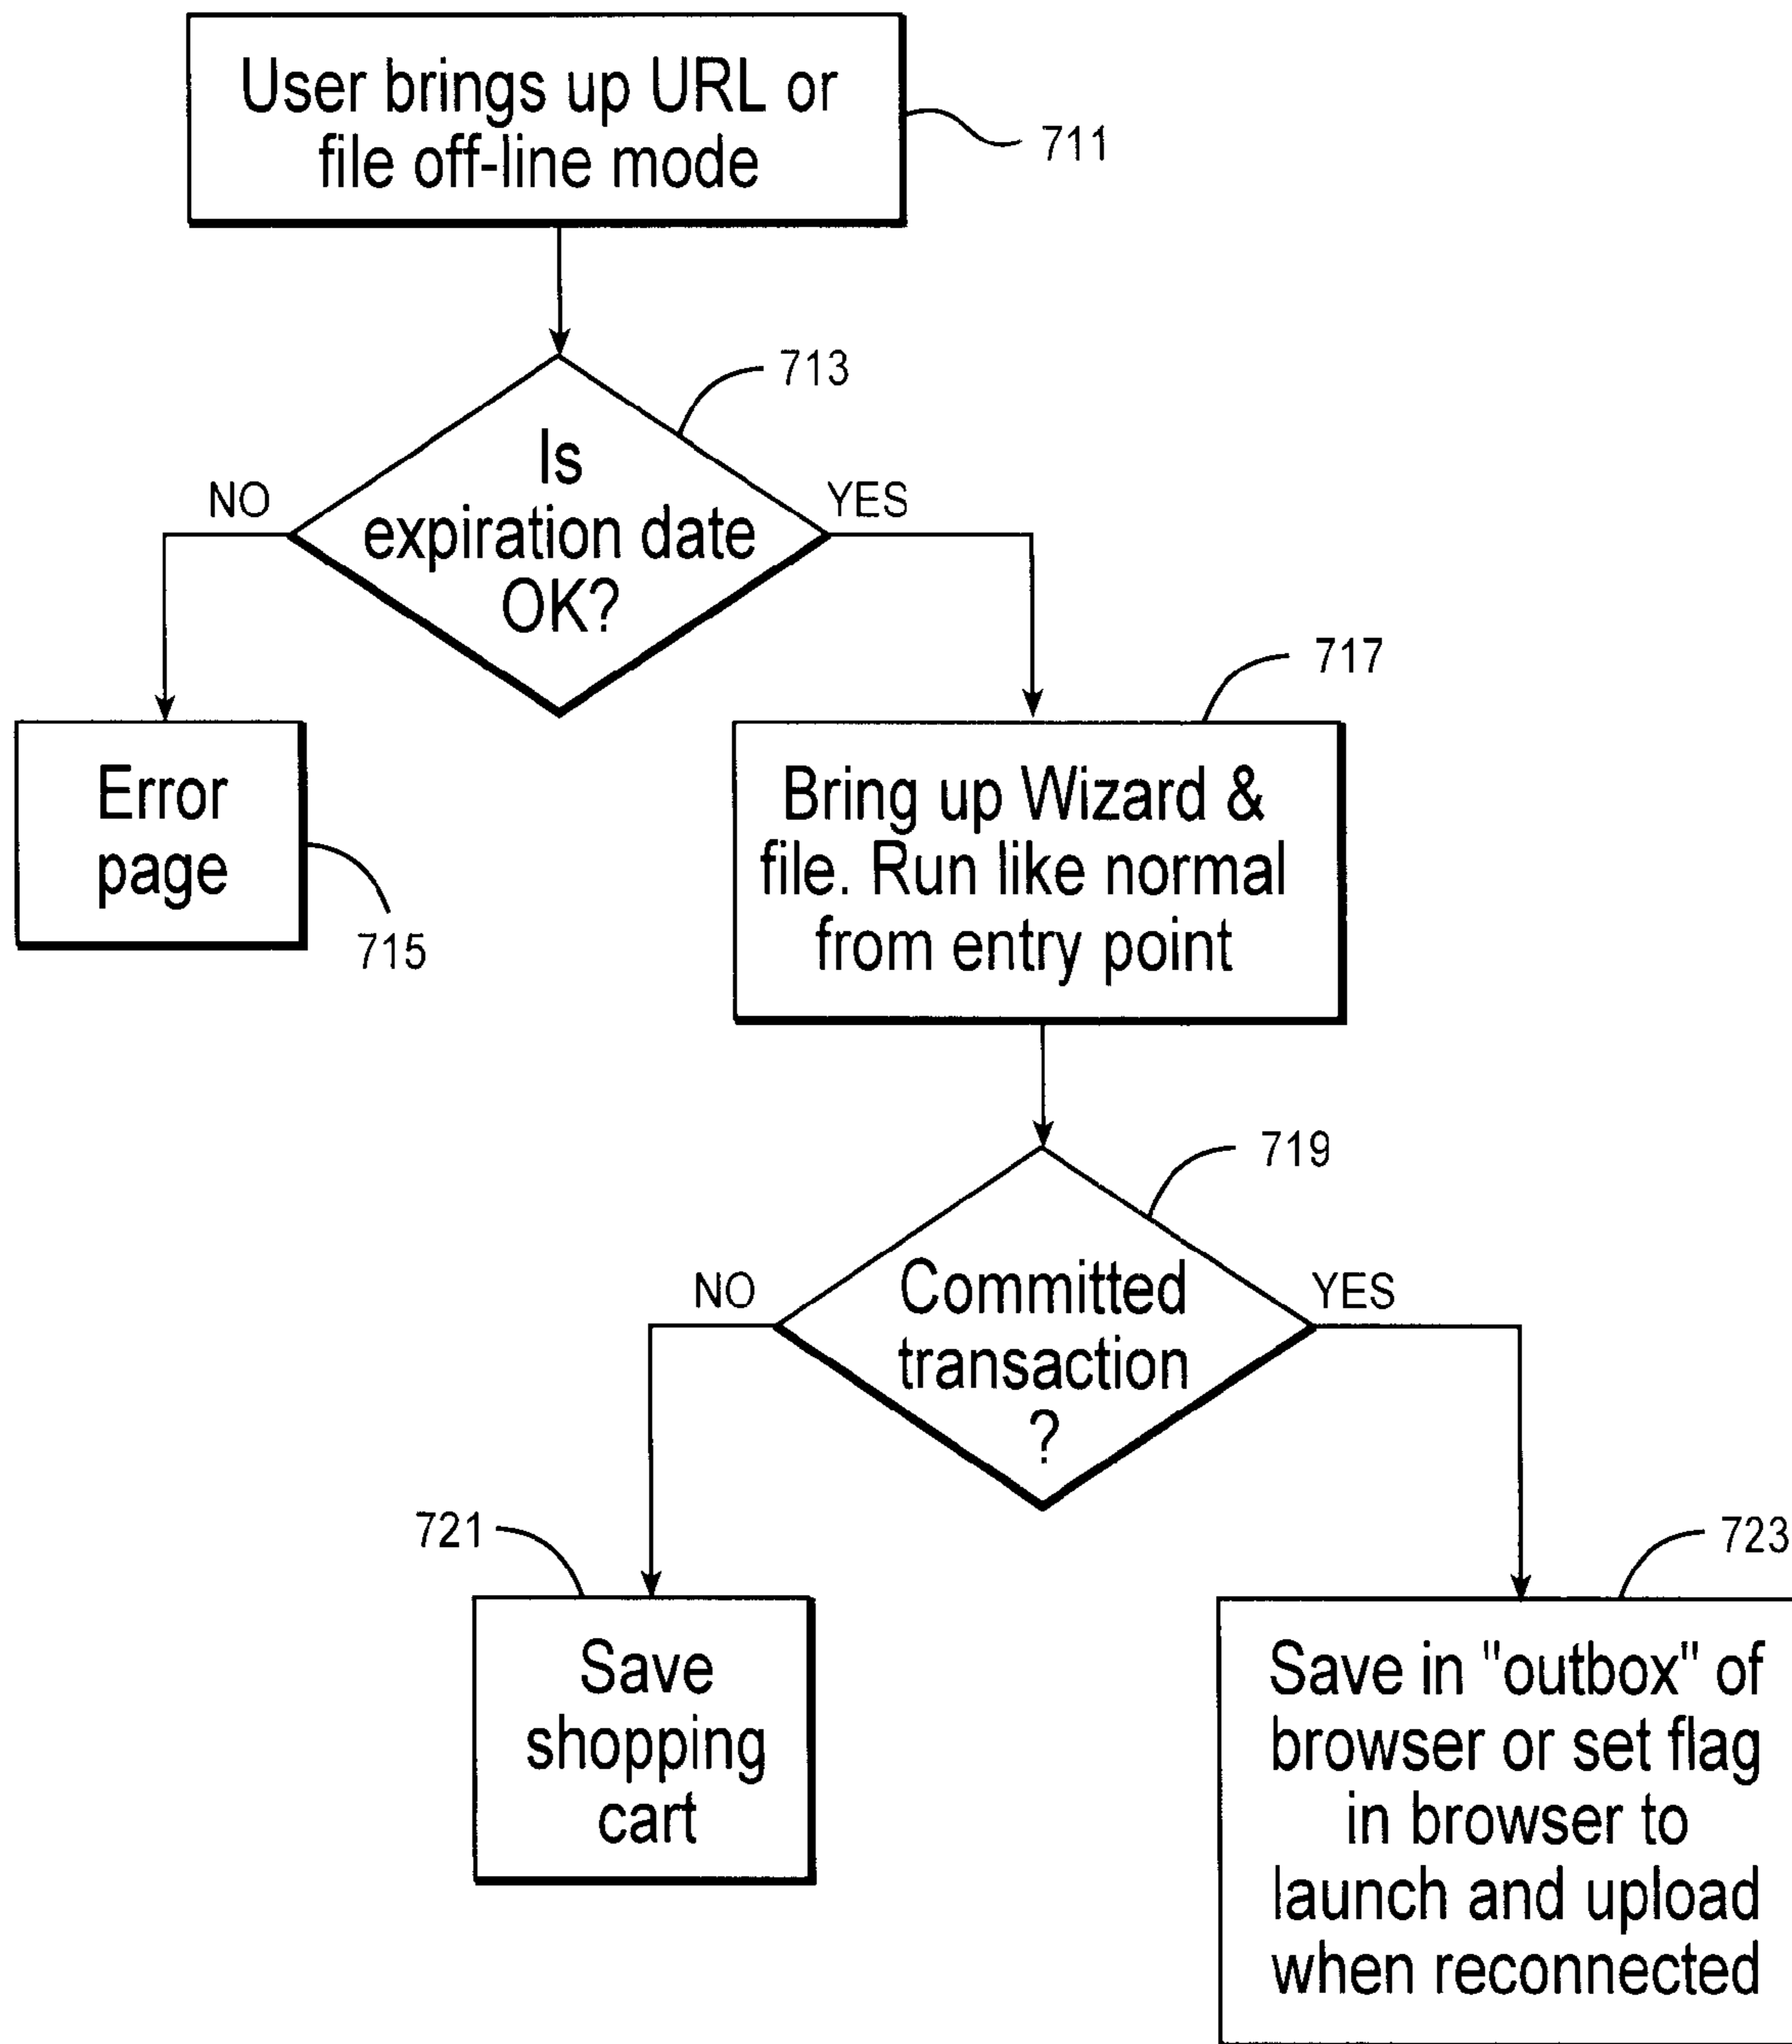 User brings up URL or
file off-line mode
711
713
Is
expiration date
OK?
NO
YES
717
Error
page
715
Bring up Wizard &
file. Run like normal
from entry point
719
Committed
transaction
?
NO
YES
721
723
Save
shopping
cart
Save in "outbox" of
browser or set flag
in browser to
launch and upload
when reconnected